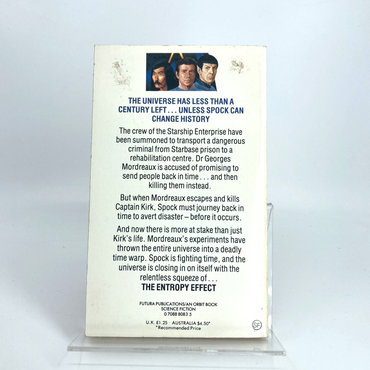 THE UNIVERSE HAS LESS THAN A
CENTURY LEFT... UNLESS SPOCK CAN
CHANGE HISTORY
The crew of the Starship Enterprise have
been summoned to transport a dangerous
criminal from Starbase prison to a
rehabilitation centre. Dr Georges
Mordreaux is accused of promising to
send people back in time... and then
killing them instead.
But when Mordreaux escapes and kills
Captain Kirk, Spock must journey back in
time to avert disaster – before it occurs.
And now there is more at stake than just
Kirk's life. Mordreaux's experiments have
thrown the entire universe into a deadly
time warp. Spock is fighting time, and the
universe is closing in on itself with the
relentless squeeze of...
THE ENTROPY EFFECT
FUTURA PUBLICATIONS/AN ORBIT BOOK
SCIENCE FICTION
0 7088 8083 5
U.K. £1.25 AUSTRALIA $4.50*
*Recommended Price
SF